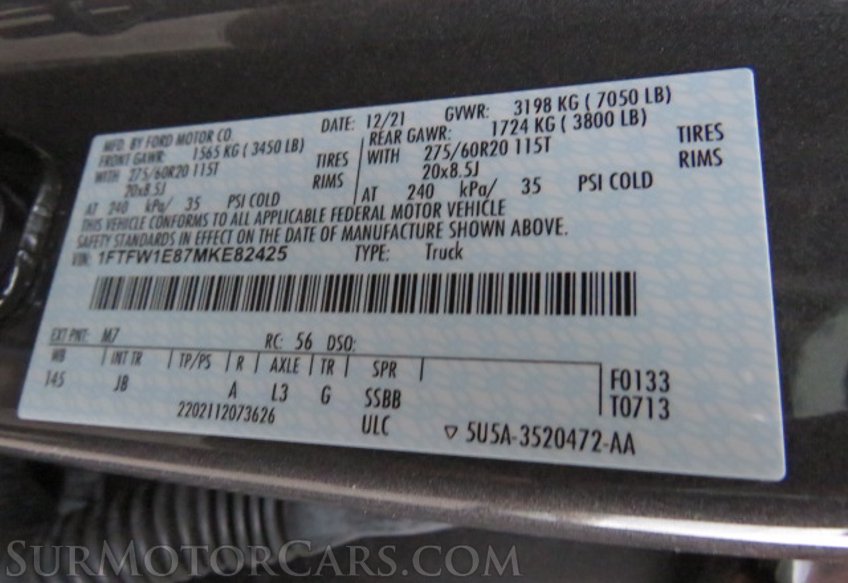 MFD. BY FORD MOTOR CO. DATE: 12/21 GVWR: 3198 KG ( 7050 LB)
FRONT GAWR: 1565 KG ( 3450 LB) REAR GAWR: 1724 KG ( 3800 LB)
WITH 275/60R20 115T TIRES WITH 275/60R20 115T TIRES
20x8.5J RIMS 20x8.5J RIMS
AT 240 kPa/ 35 PSI COLD AT 240 kPa/ 35 PSI COLD
THIS VEHICLE CONFORMS TO ALL APPLICABLE FEDERAL MOTOR VEHICLE
SAFETY STANDARDS IN EFFECT ON THE DATE OF MANUFACTURE SHOWN ABOVE.
VIN: 1FTFW1E87MKE82425 TYPE: Truck
EXT PNT: M7 RC: 56 DSO:
WB INT TR TP/PS R AXLE TR SPR
145 JB A L3 G SSBB F0133
2202112073626 ULC T0713
5U5A-3520472-AA
SURMOTORCARS.COM